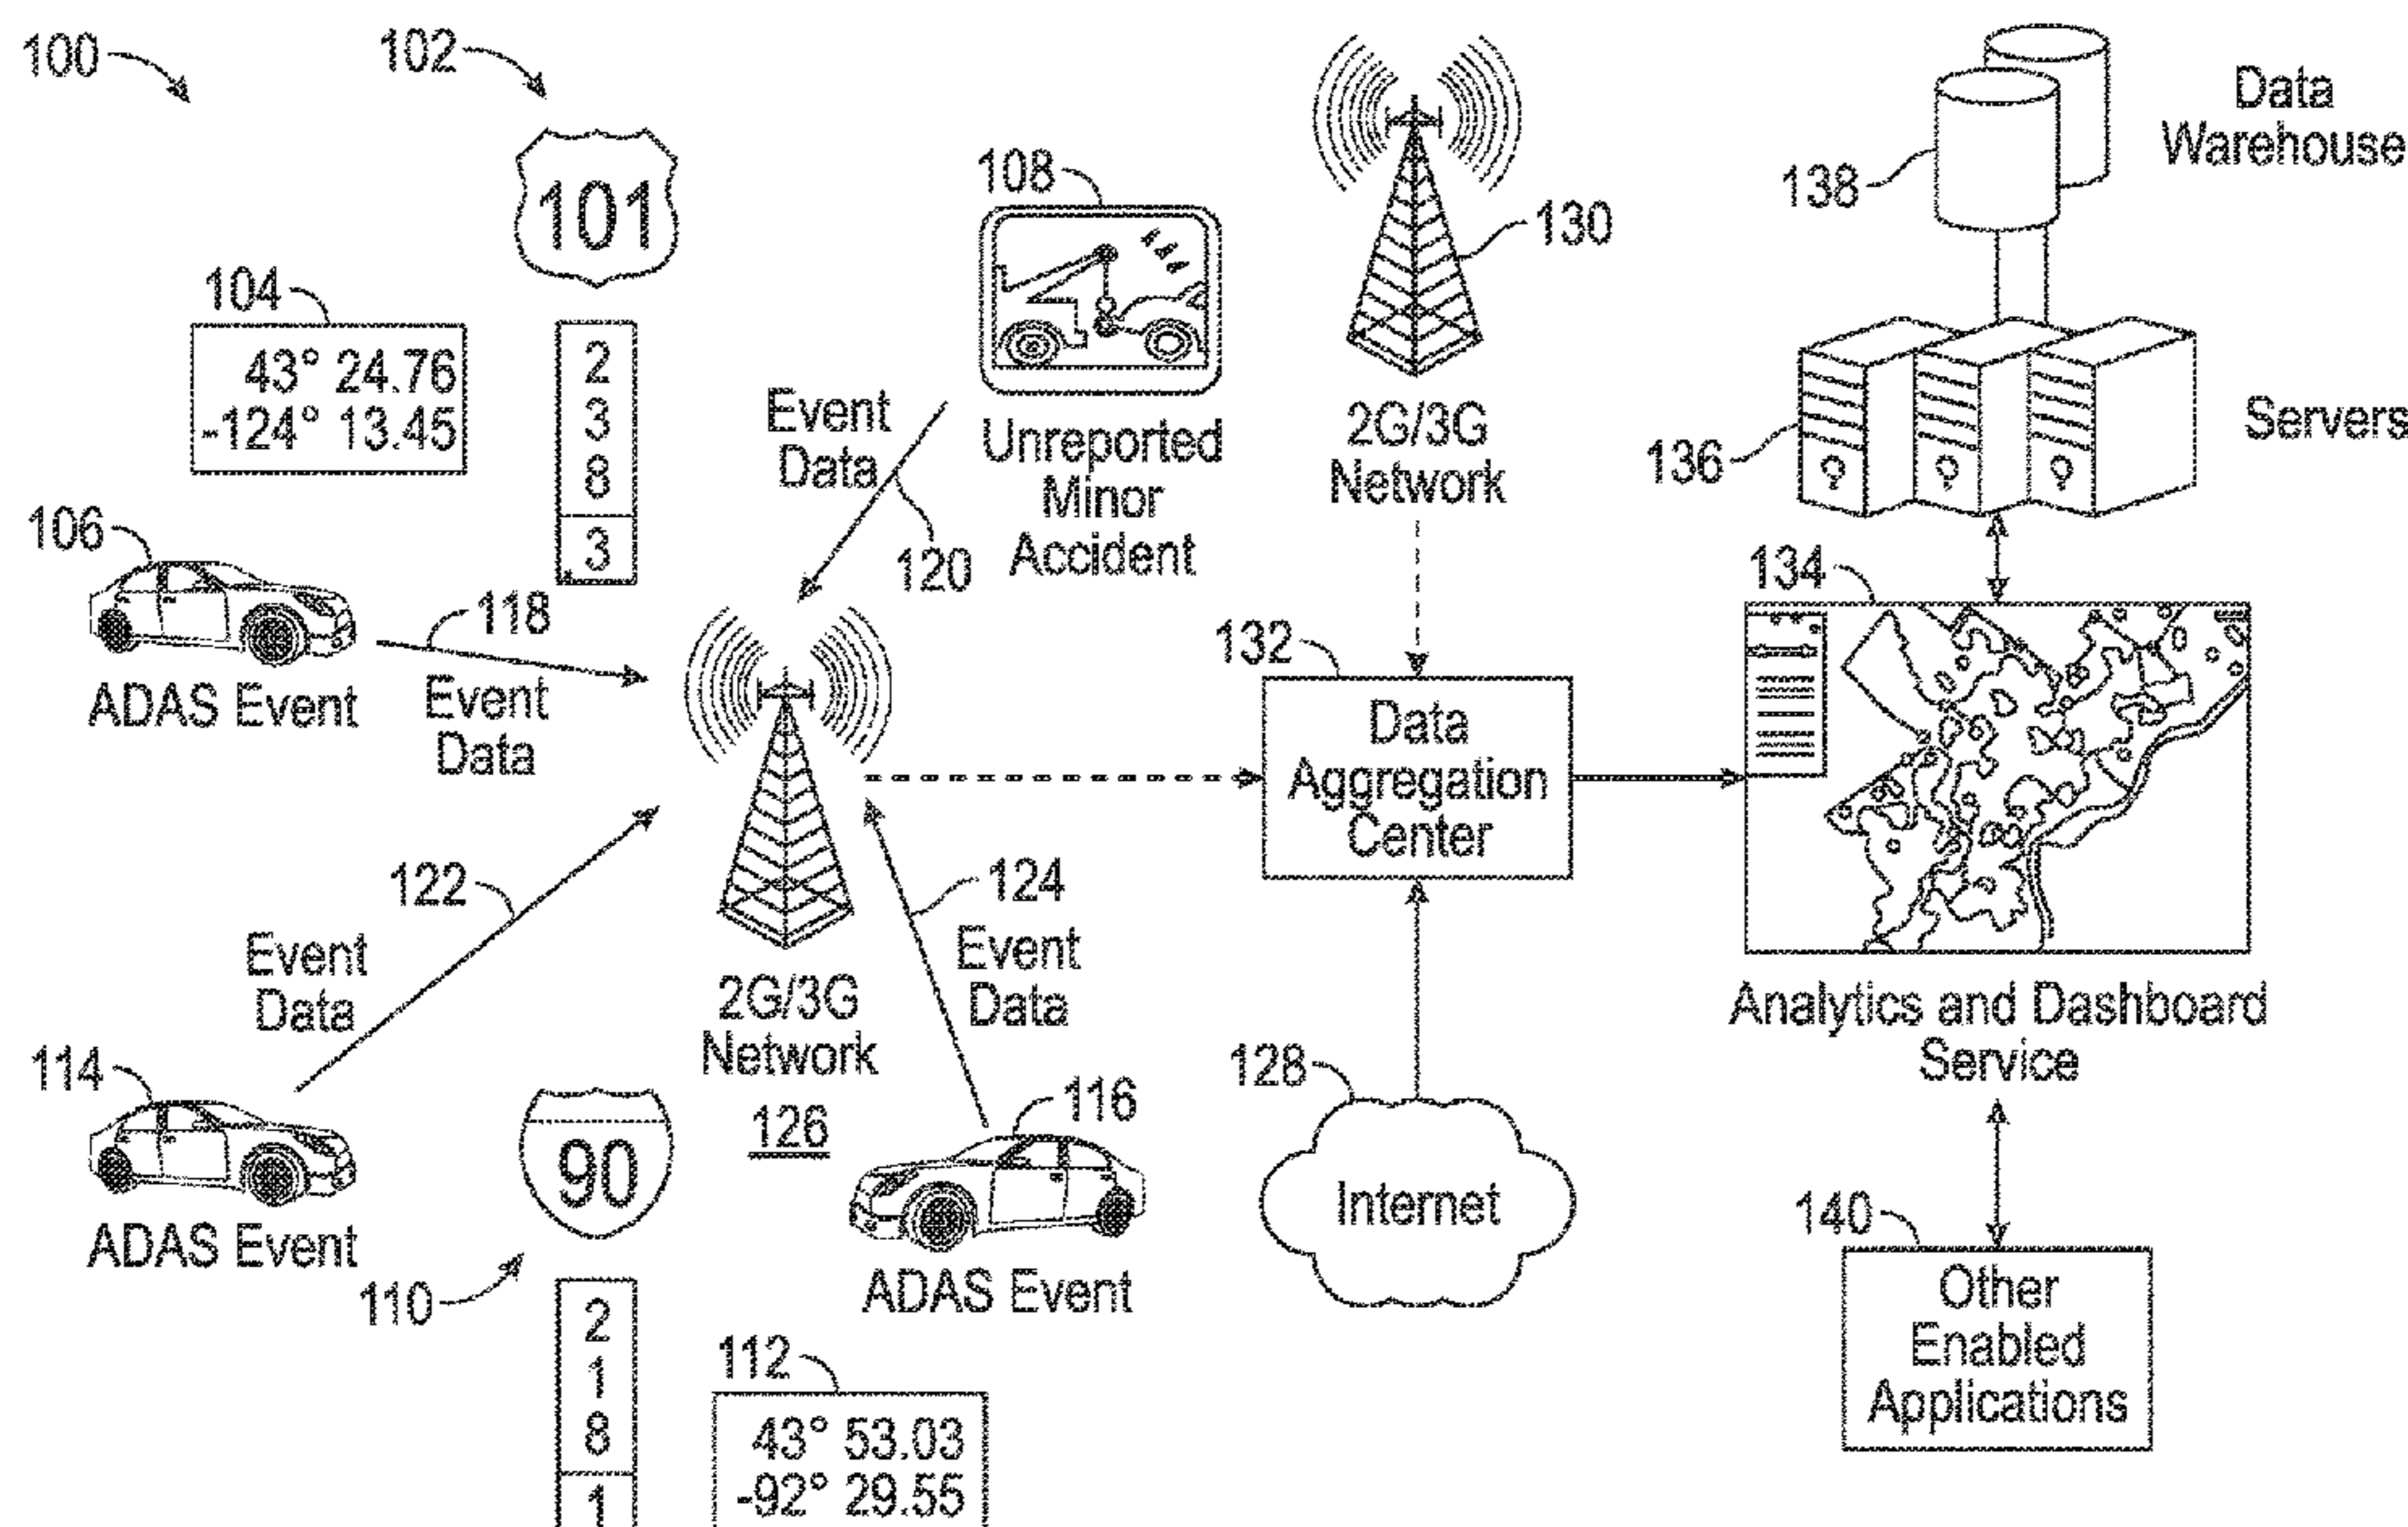 100
102
101
104
43° 24.76
-124° 13.45
2
3
8
3
106
ADAS Event
118
Event
Data
108
Event
Data
120
Unreported
Minor
Accident
130
2G/3G
Network
138
Data
Warehouse
136
Servers
134
132
Data
Aggregation
Center
Analytics and Dashboard
Service
122
Event
Data
124
Event
Data
2G/3G
Network
126
114
ADAS Event
90
110
116
ADAS Event
128
Internet
140
Other
Enabled
Applications
2
1
8
1
112
43° 53.03
-92° 29.55